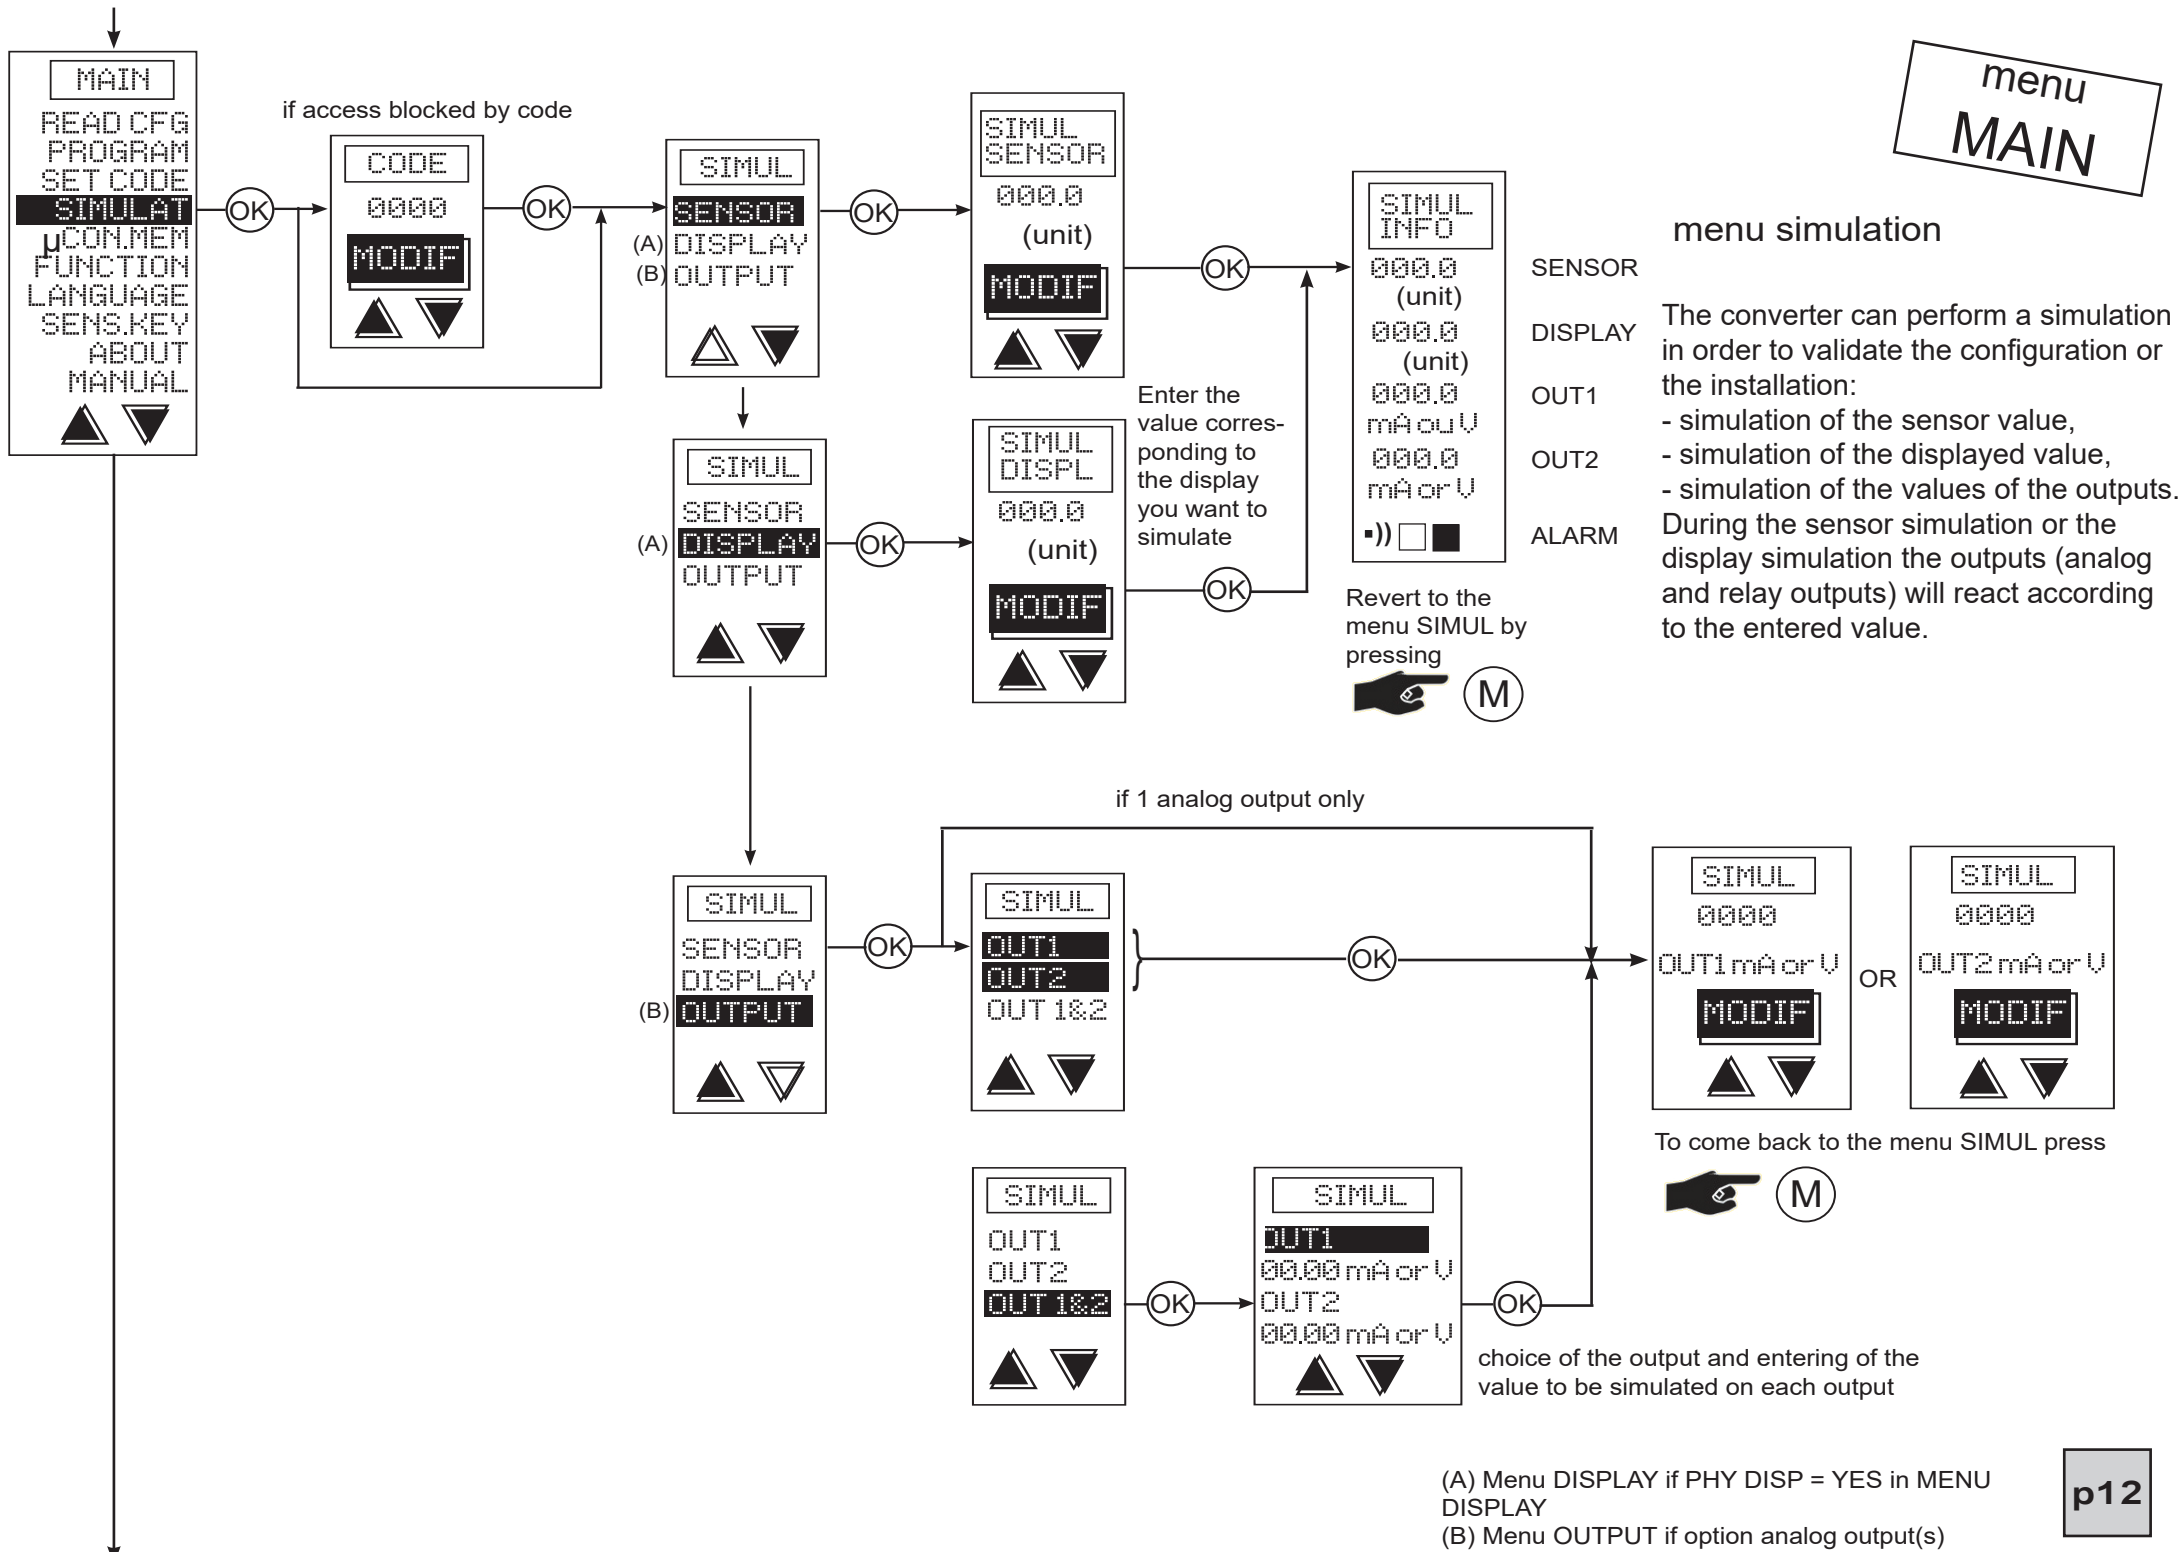 menu
MAIN
MAIN
READ CFG
PROGRAM
SET CODE
SIMULAT
µCON.MEM
FUNCTION
LANGUAGE
SENS.KEY
ABOUT
MANUAL
OK
if access blocked by code
CODE
0000
MODIF
OK
SIMUL
SENSOR
(A) DISPLAY
(B) OUTPUT
OK
SIMUL
SENSOR
000.0
(unit)
MODIF
OK
SIMUL
INFO
000.0 SENSOR
(unit)
000.0 DISPLAY
(unit)
000.0 OUT1
mA ou V
000.0 OUT2
mA or V
ALARM
Revert to the
menu SIMUL by
pressing
M
menu simulation
The converter can perform a simulation
in order to validate the configuration or
the installation:
- simulation of the sensor value,
- simulation of the displayed value,
- simulation of the values of the outputs.
During the sensor simulation or the
display simulation the outputs (analog
and relay outputs) will react according
to the entered value.
SIMUL
SENSOR
(A) DISPLAY
OUTPUT
OK
SIMUL
DISPL
000.0
(unit)
MODIF
Enter the
value corres-
ponding to
the display
you want to
simulate
OK
if 1 analog output only
SIMUL
SENSOR
DISPLAY
(B) OUTPUT
OK
SIMUL
OUT1
OUT2
OUT 1&2
OK
SIMUL
0000
OUT1 mA or V
MODIF
OR
SIMUL
0000
OUT2 mA or V
MODIF
To come back to the menu SIMUL press
M
SIMUL
OUT1
OUT2
OUT 1&2
OK
SIMUL
OUT1
00.00 mA or V
OUT2
00.00 mA or V
OK
choice of the output and entering of the
value to be simulated on each output
(A) Menu DISPLAY if PHY DISP = YES in MENU
DISPLAY
(B) Menu OUTPUT if option analog output(s)
p12